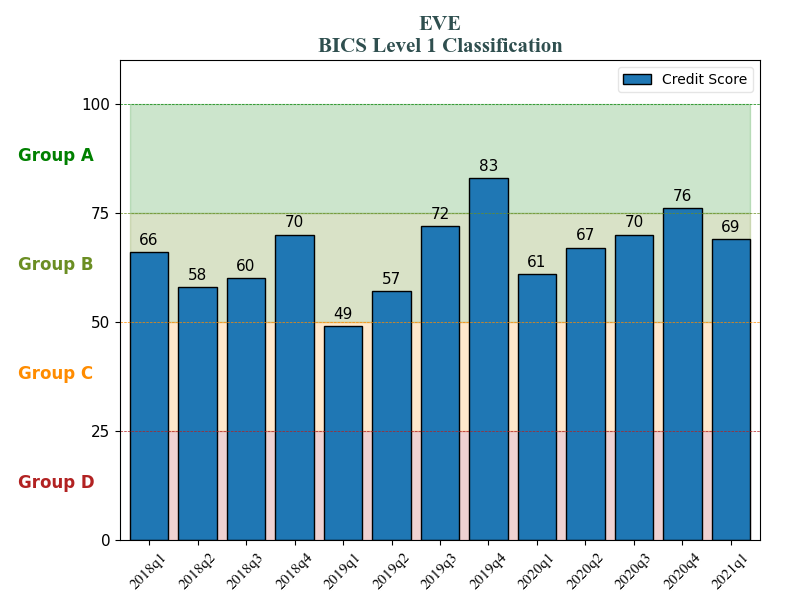 EVE
BICS Level 1 Classification
Credit Score
100
Group A
83
76
75
72
70
70
69
67
66
61
60
58
57
Group B
50
49
Group C
25
Group D
0
2018q1 2018q2 2018q3 2018q4 2019q1 2019q2 2019q3 2019q4 2020q1 2020q2 2020q3 2020q4 2021q1